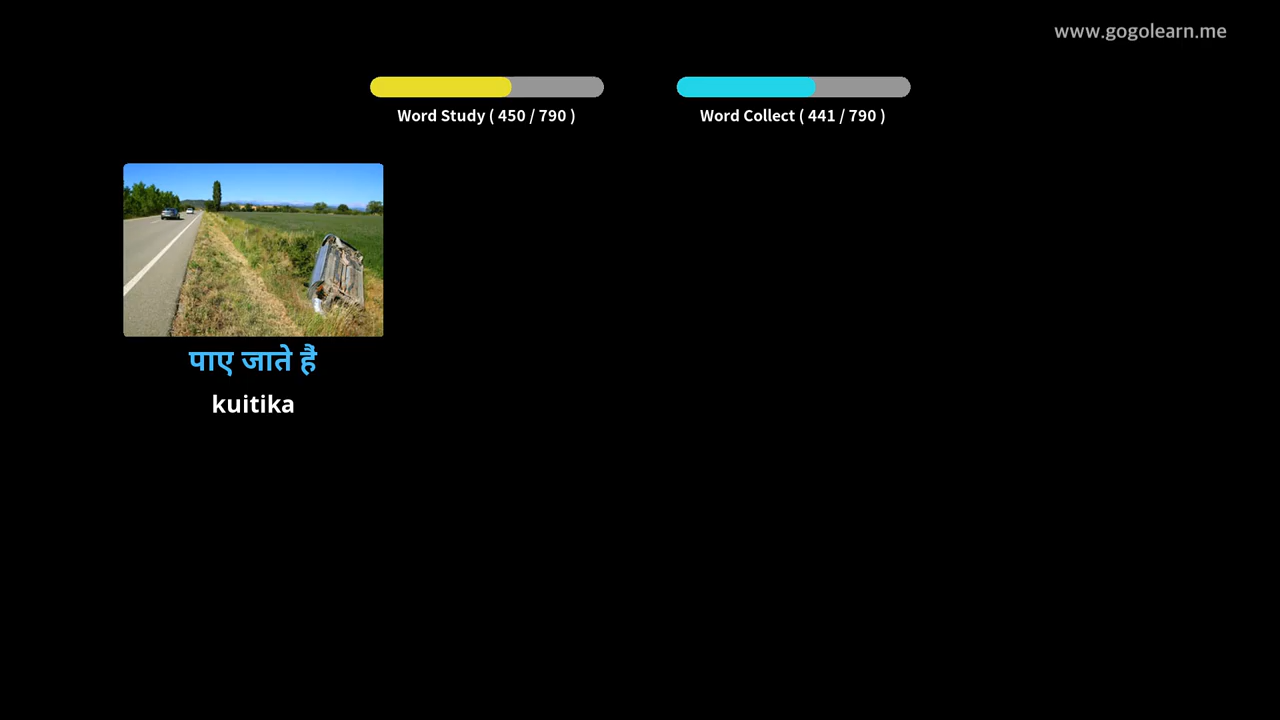 www.gogolearn.me
Word Study ( 450 / 790 )
Word Collect ( 441 / 790 )
पाए जाते हैं
kuitika